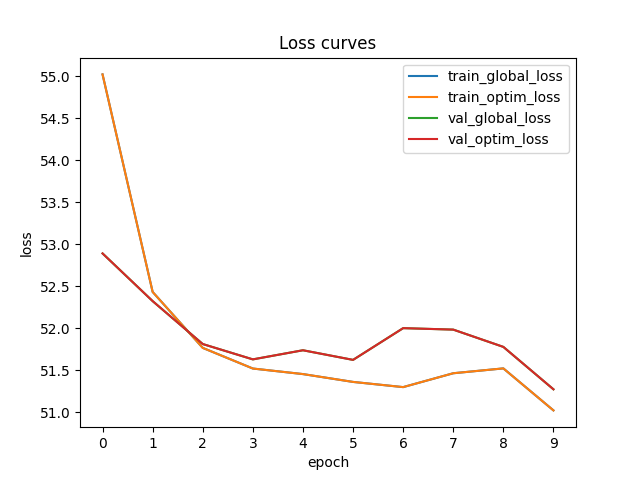 Loss curves
train_global_loss
train_optim_loss
val_global_loss
val_optim_loss
loss
55.0
54.5
54.0
53.5
53.0
52.5
52.0
51.5
51.0
0 1 2 3 4 5 6 7 8 9
epoch